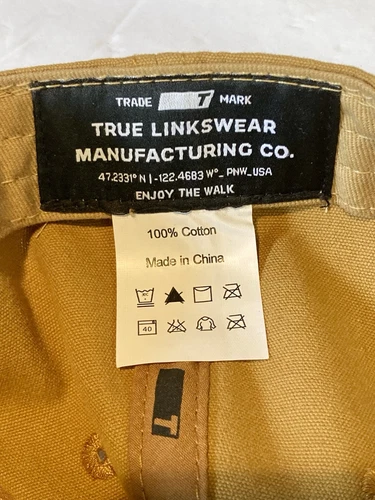 TRADE T MARK
TRUE LINKSWEAR
MANUFACTURING CO.
47.2331° N | -122.4683 W°_ PNW_USA
ENJOY THE WALK
100% Cotton
Made in China
40
T